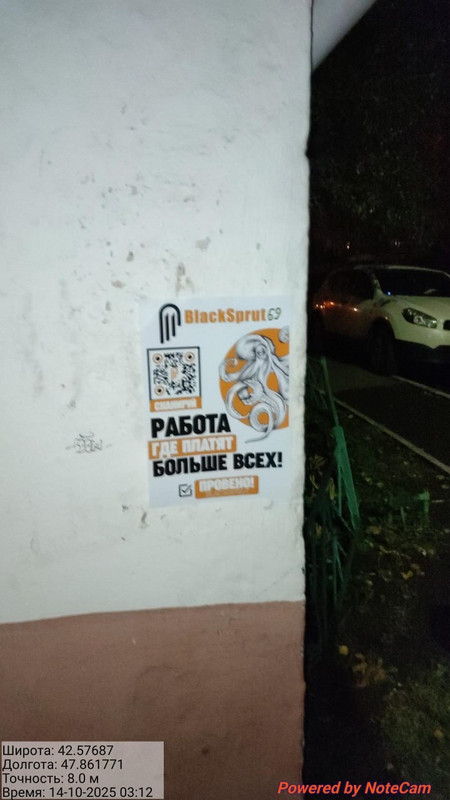 BlackSprut69
СКАНИРУЙ
РАБОТА
ГДЕ ПЛАТЯТ
БОЛЬШЕ ВСЕХ!
ПРОВЕНО!
Широта: 42.57687
Долгота: 47.861771
Точность: 8.0 м
Время: 14-10-2025 03:12
Powered by NoteCam